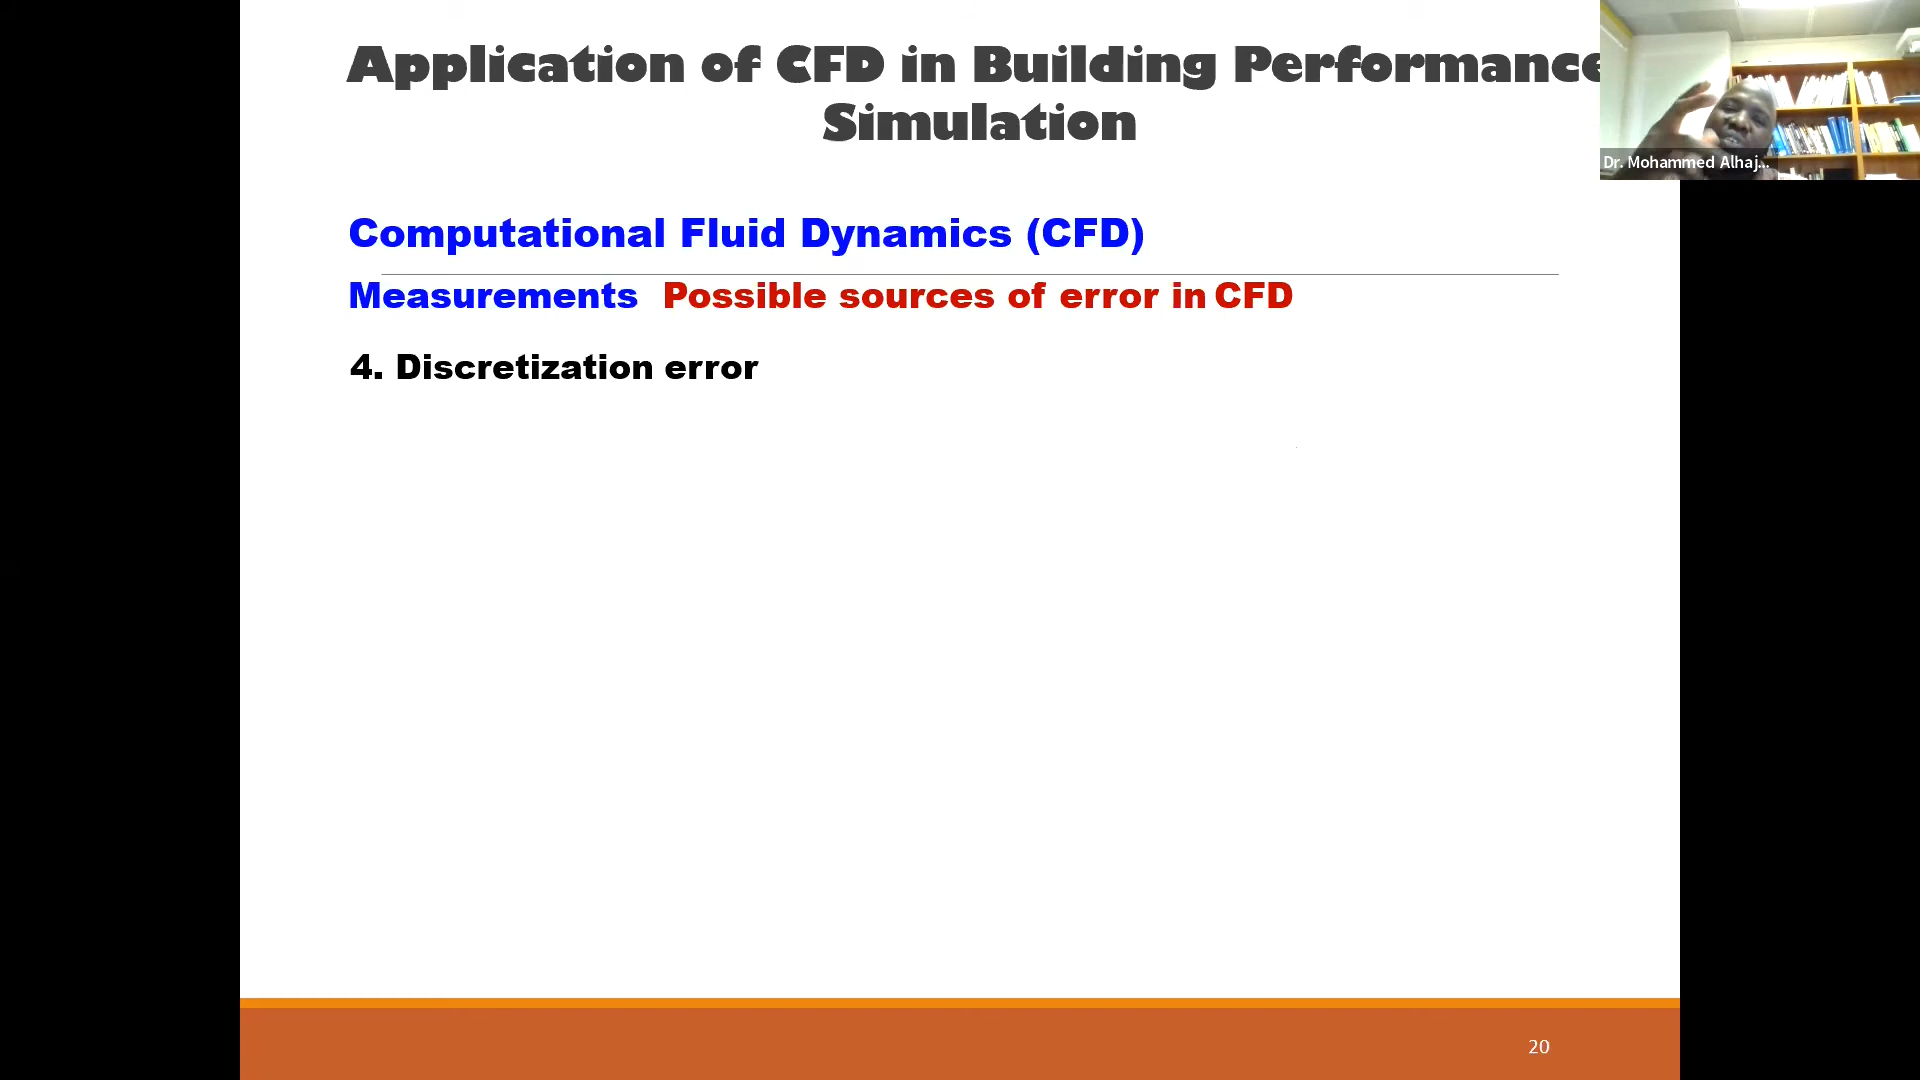 Application of CFD in Building Performance
Simulation
Dr. Mohammed Alhaj...
Computational Fluid Dynamics (CFD)
Measurements Possible sources of error in CFD
4. Discretization error
20